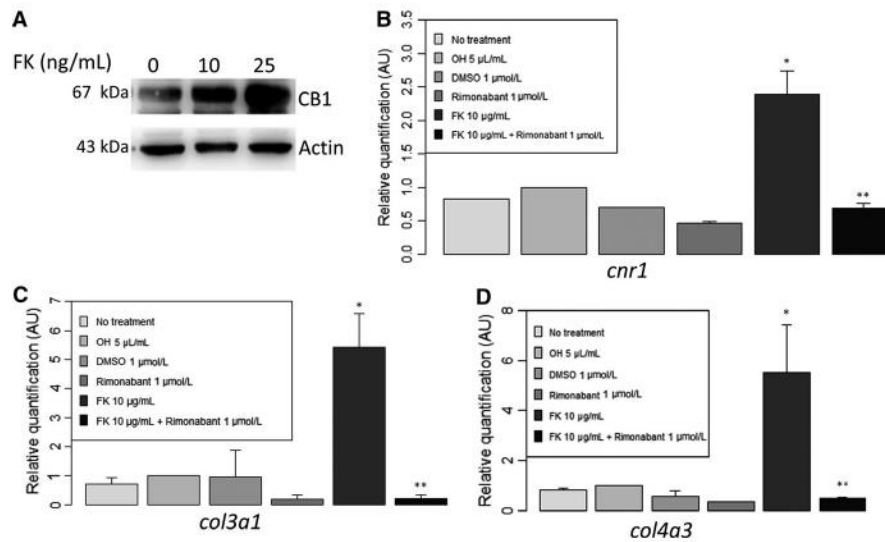 A
FK (ng/mL)
0 10 25
67 kDa
CB1
43 kDa
Actin
B
Relative quantification (AU)
3.5
3.0
2.5
2.0
1.5
1.0
0.5
0.0
No treatment
OH 5 µL/mL
DMSO 1 µmol/L
Rimonabant 1 µmol/L
FK 10 µg/mL
FK 10 µg/mL + Rimonabant 1 µmol/L
*
**
cnr1
C
Relative quantification (AU)
7
6
5
4
3
2
1
0
No treatment
OH 5 µL/mL
DMSO 1 µmol/L
Rimonabant 1 µmol/L
FK 10 µg/mL
FK 10 µg/mL + Rimonabant 1 µmol/L
*
**
col3a1
D
Relative quantification (AU)
8
6
4
2
0
No treatment
OH 5 µL/mL
DMSO 1 µmol/L
Rimonabant 1 µmol/L
FK 10 µg/mL
FK 10 µg/mL + Rimonabant 1 µmol/L
*
**
col4a3